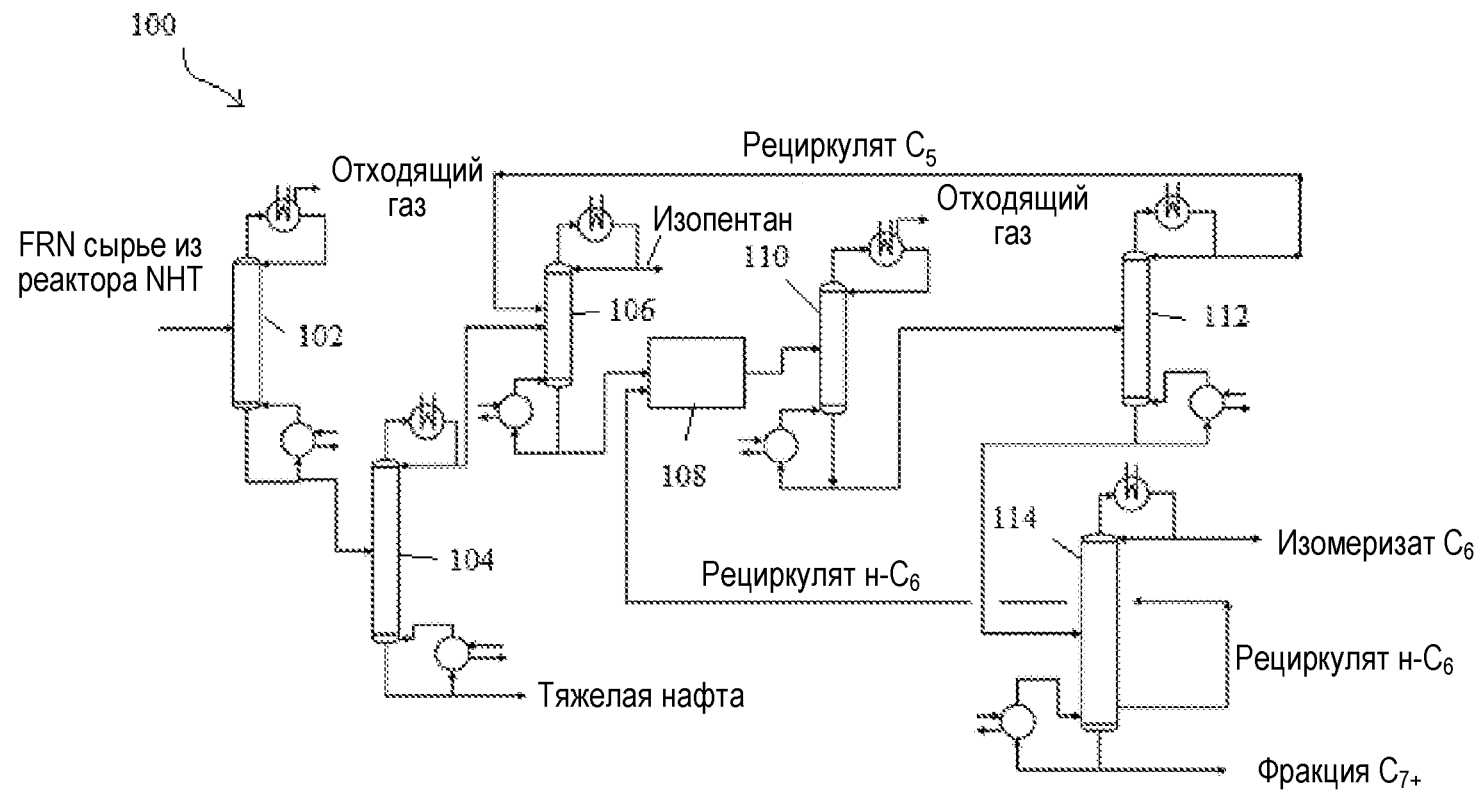 100
Рециркулят C5
Отходящий
газ
Отходящий
газ
Изопентан
FRN сырье из
реактора NHT
110
102
106
112
108
104
114
Изомеризат C6
Рециркулят н-C6
Рециркулят н-C6
Тяжелая нафта
Фракция C7+